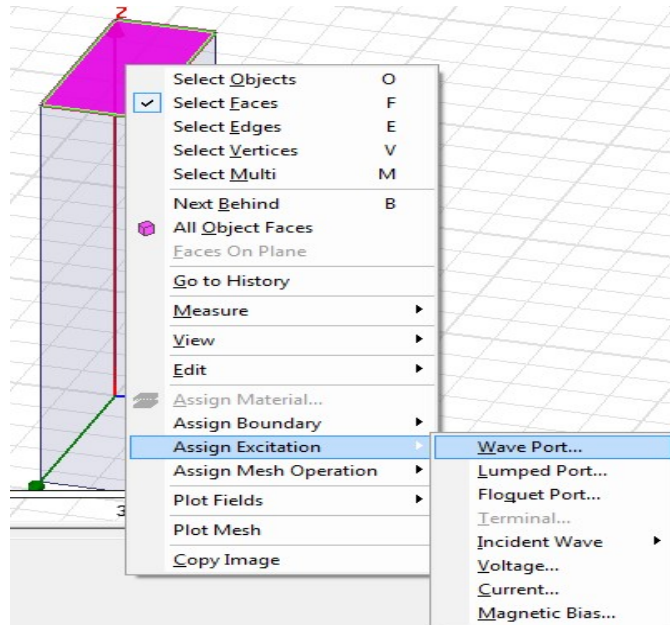 Z
Select Objects O
Select Faces F
Select Edges E
Select Vertices V
Select Multi M
Next Behind B
All Object Faces
Faces On Plane
Go to History
Measure
View
Edit
Assign Material...
Assign Boundary
Assign Excitation
Assign Mesh Operation
Plot Fields
Plot Mesh
Copy Image
Wave Port...
Lumped Port...
Floquet Port...
Terminal...
Incident Wave
Voltage...
Current...
Magnetic Bias...
3